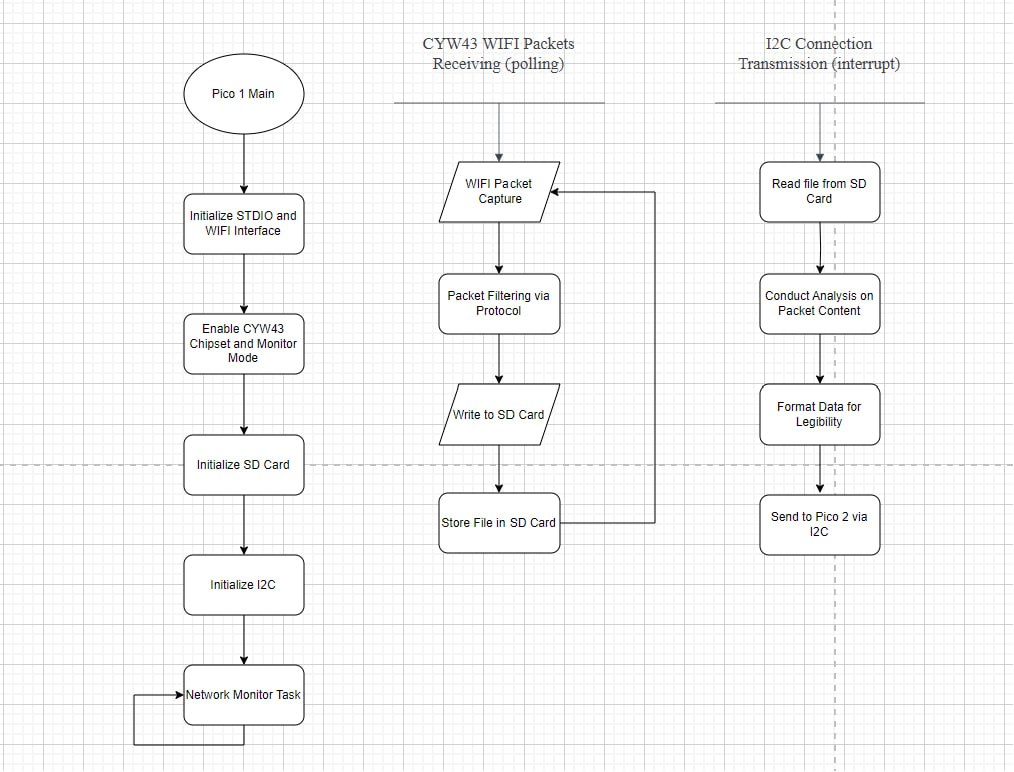 Pico 1 Main
Initialize STDIO and
WIFI Interface
Enable CYW43
Chipset and Monitor
Mode
Initialize SD Card
Initialize I2C
Network Monitor Task
CYW43 WIFI Packets
Receiving (polling)
WIFI Packet
Capture
Packet Filtering via
Protocol
Write to SD Card
Store File in SD Card
I2C Connection
Transmission (interrupt)
Read file from SD
Card
Conduct Analysis on
Packet Content
Format Data for
Legibility
Send to Pico 2 via
I2C